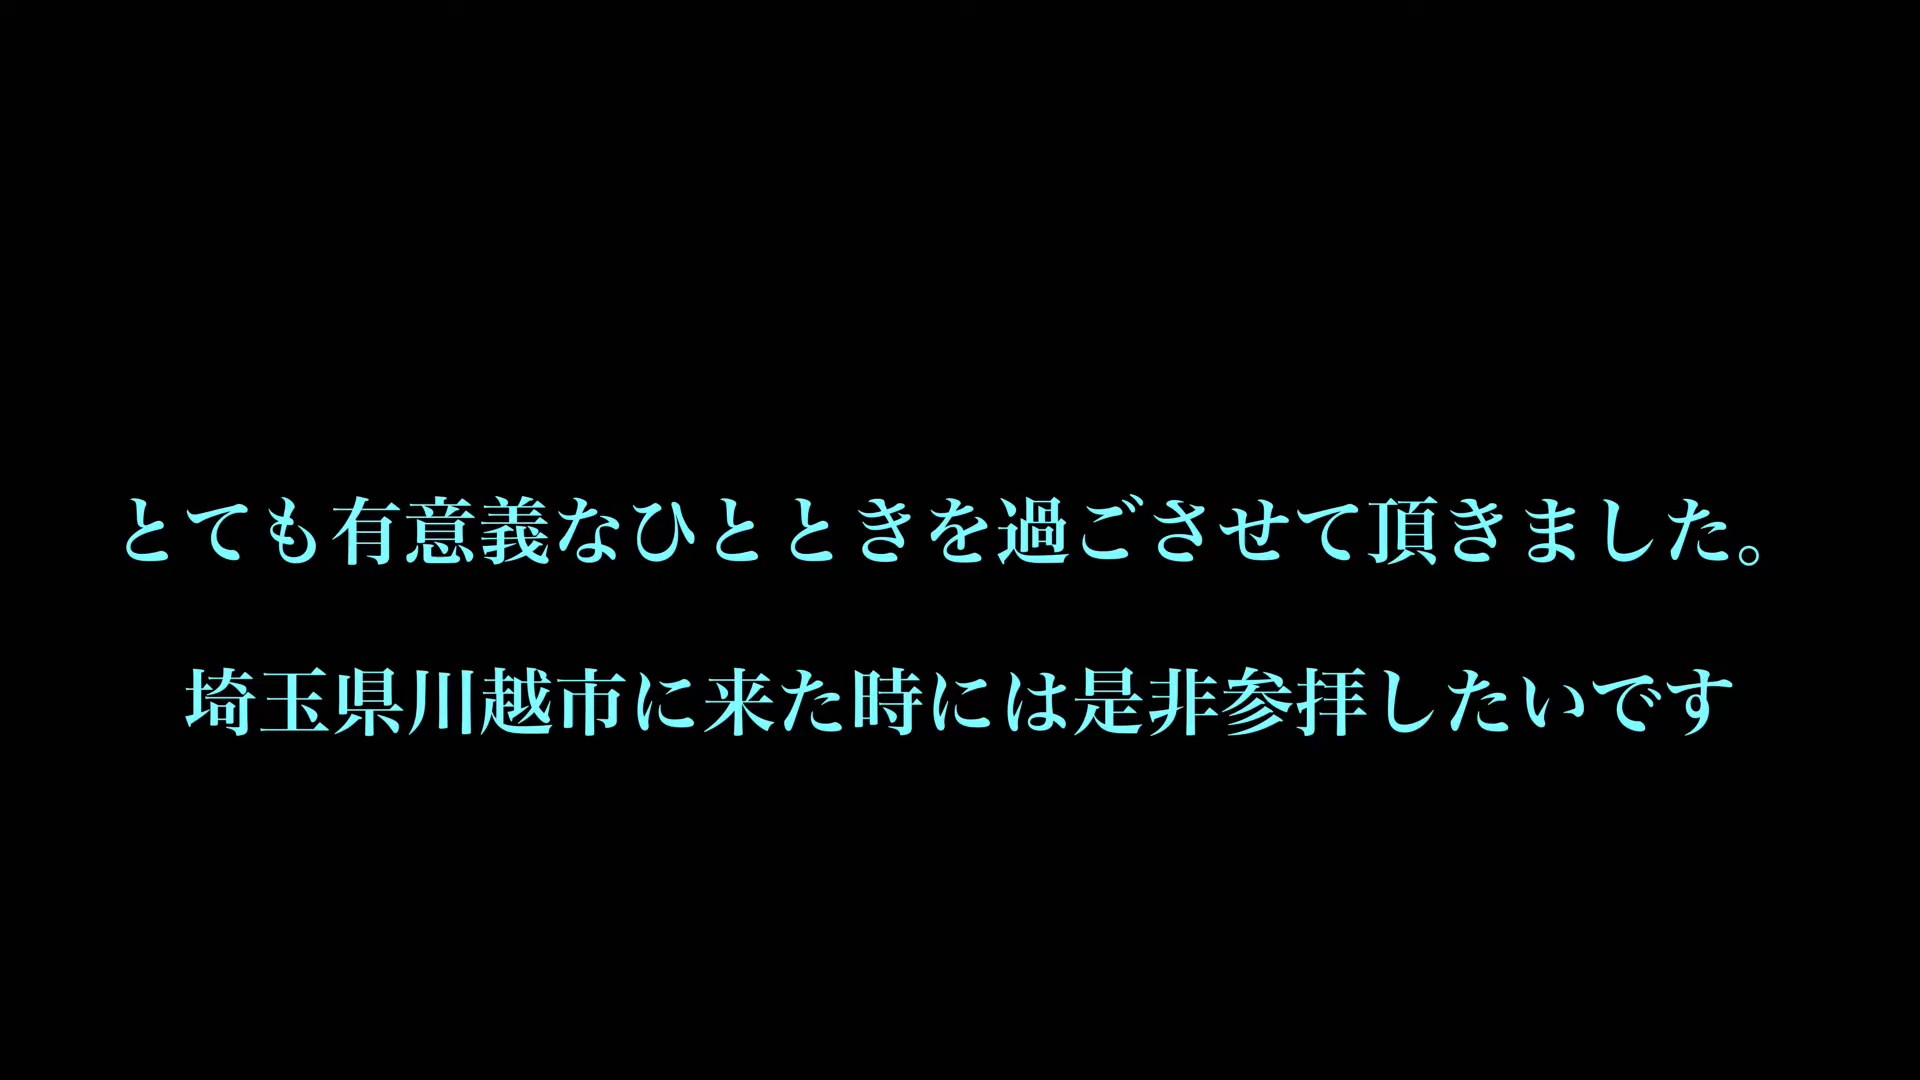 とても有意義なひとときを過ごさせて頂きました。
埼玉県川越市に来た時には是非参拝したいです